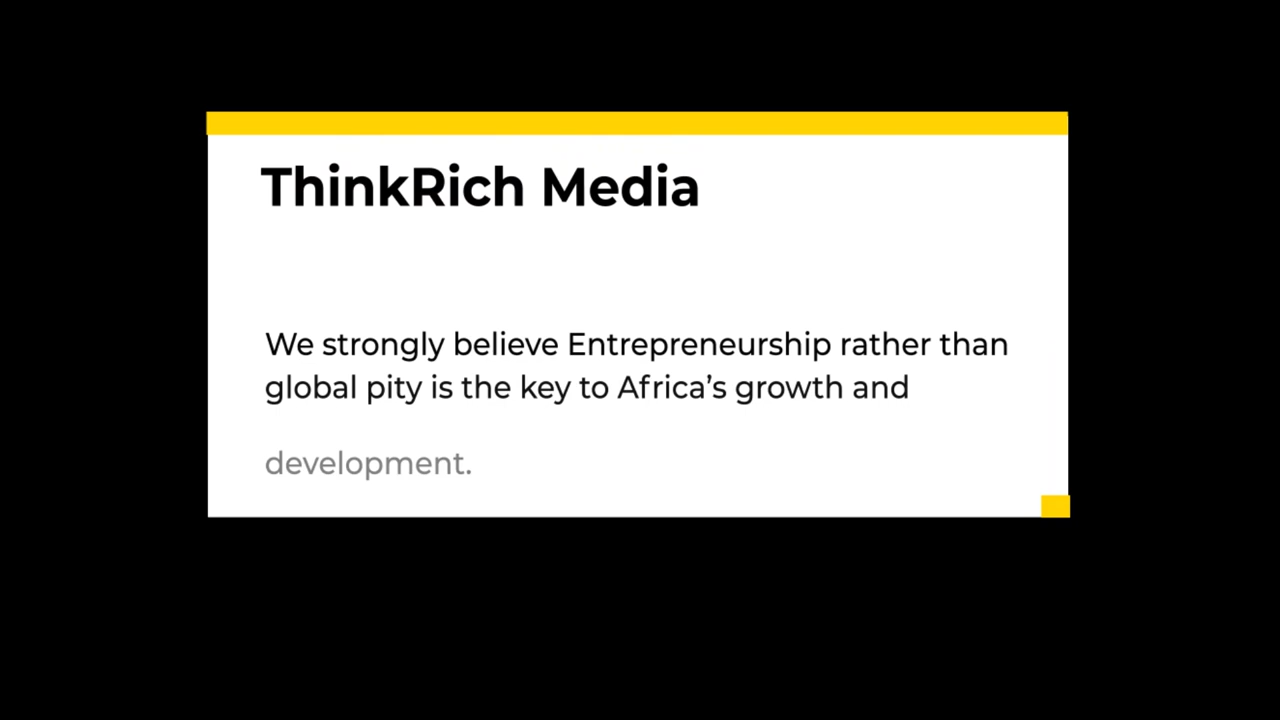 ThinkRich Media
We strongly believe Entrepreneurship rather than
global pity is the key to Africa’s growth and
development.